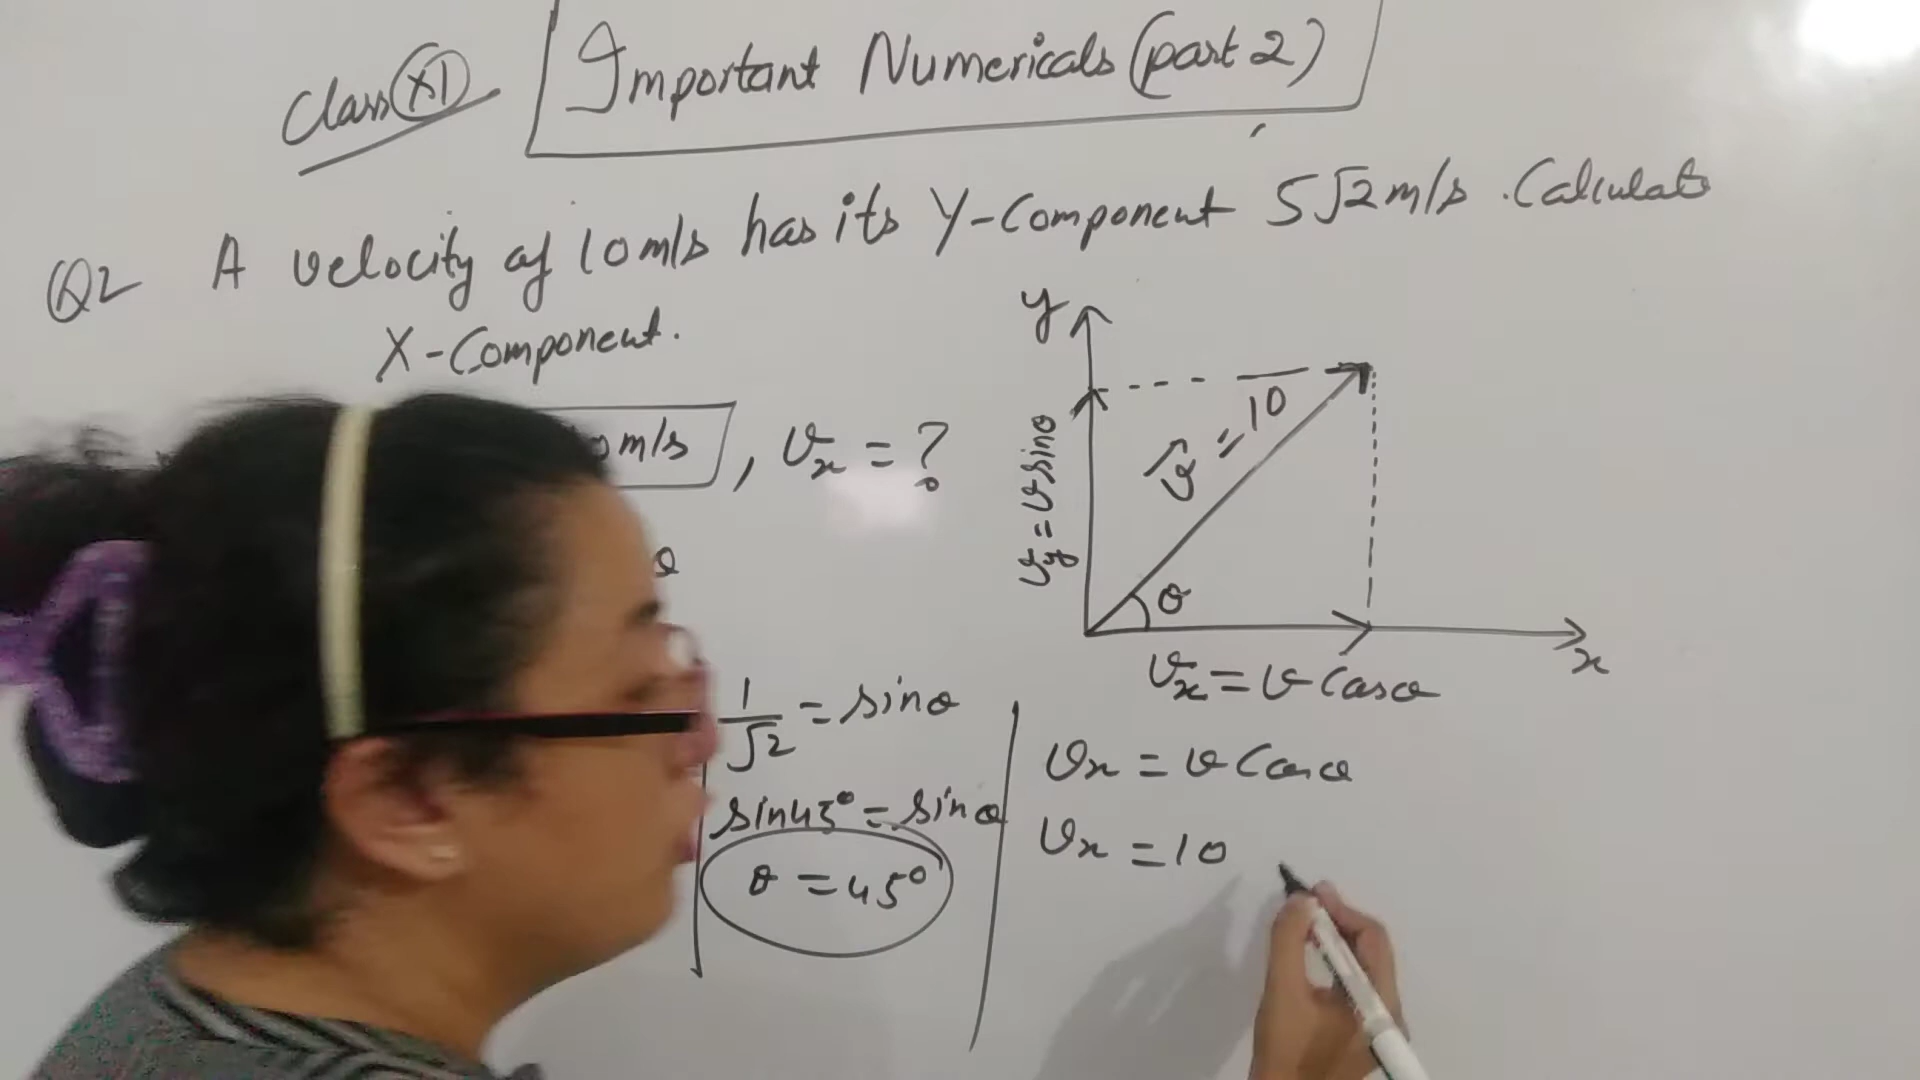 Class XI
Important Numericals (part 2)
Q2 A velocity of 10 m/s has its Y-Component 5√2 m/s . Calculate
X-Component.
m/s , vx = ?
θ
1/√2 = sinθ
sin45° = sinθ
θ = 45°
y
v = 10
vy = v sinθ
θ
x
vx = v Cosθ
vx = v Cosθ
vx = 10